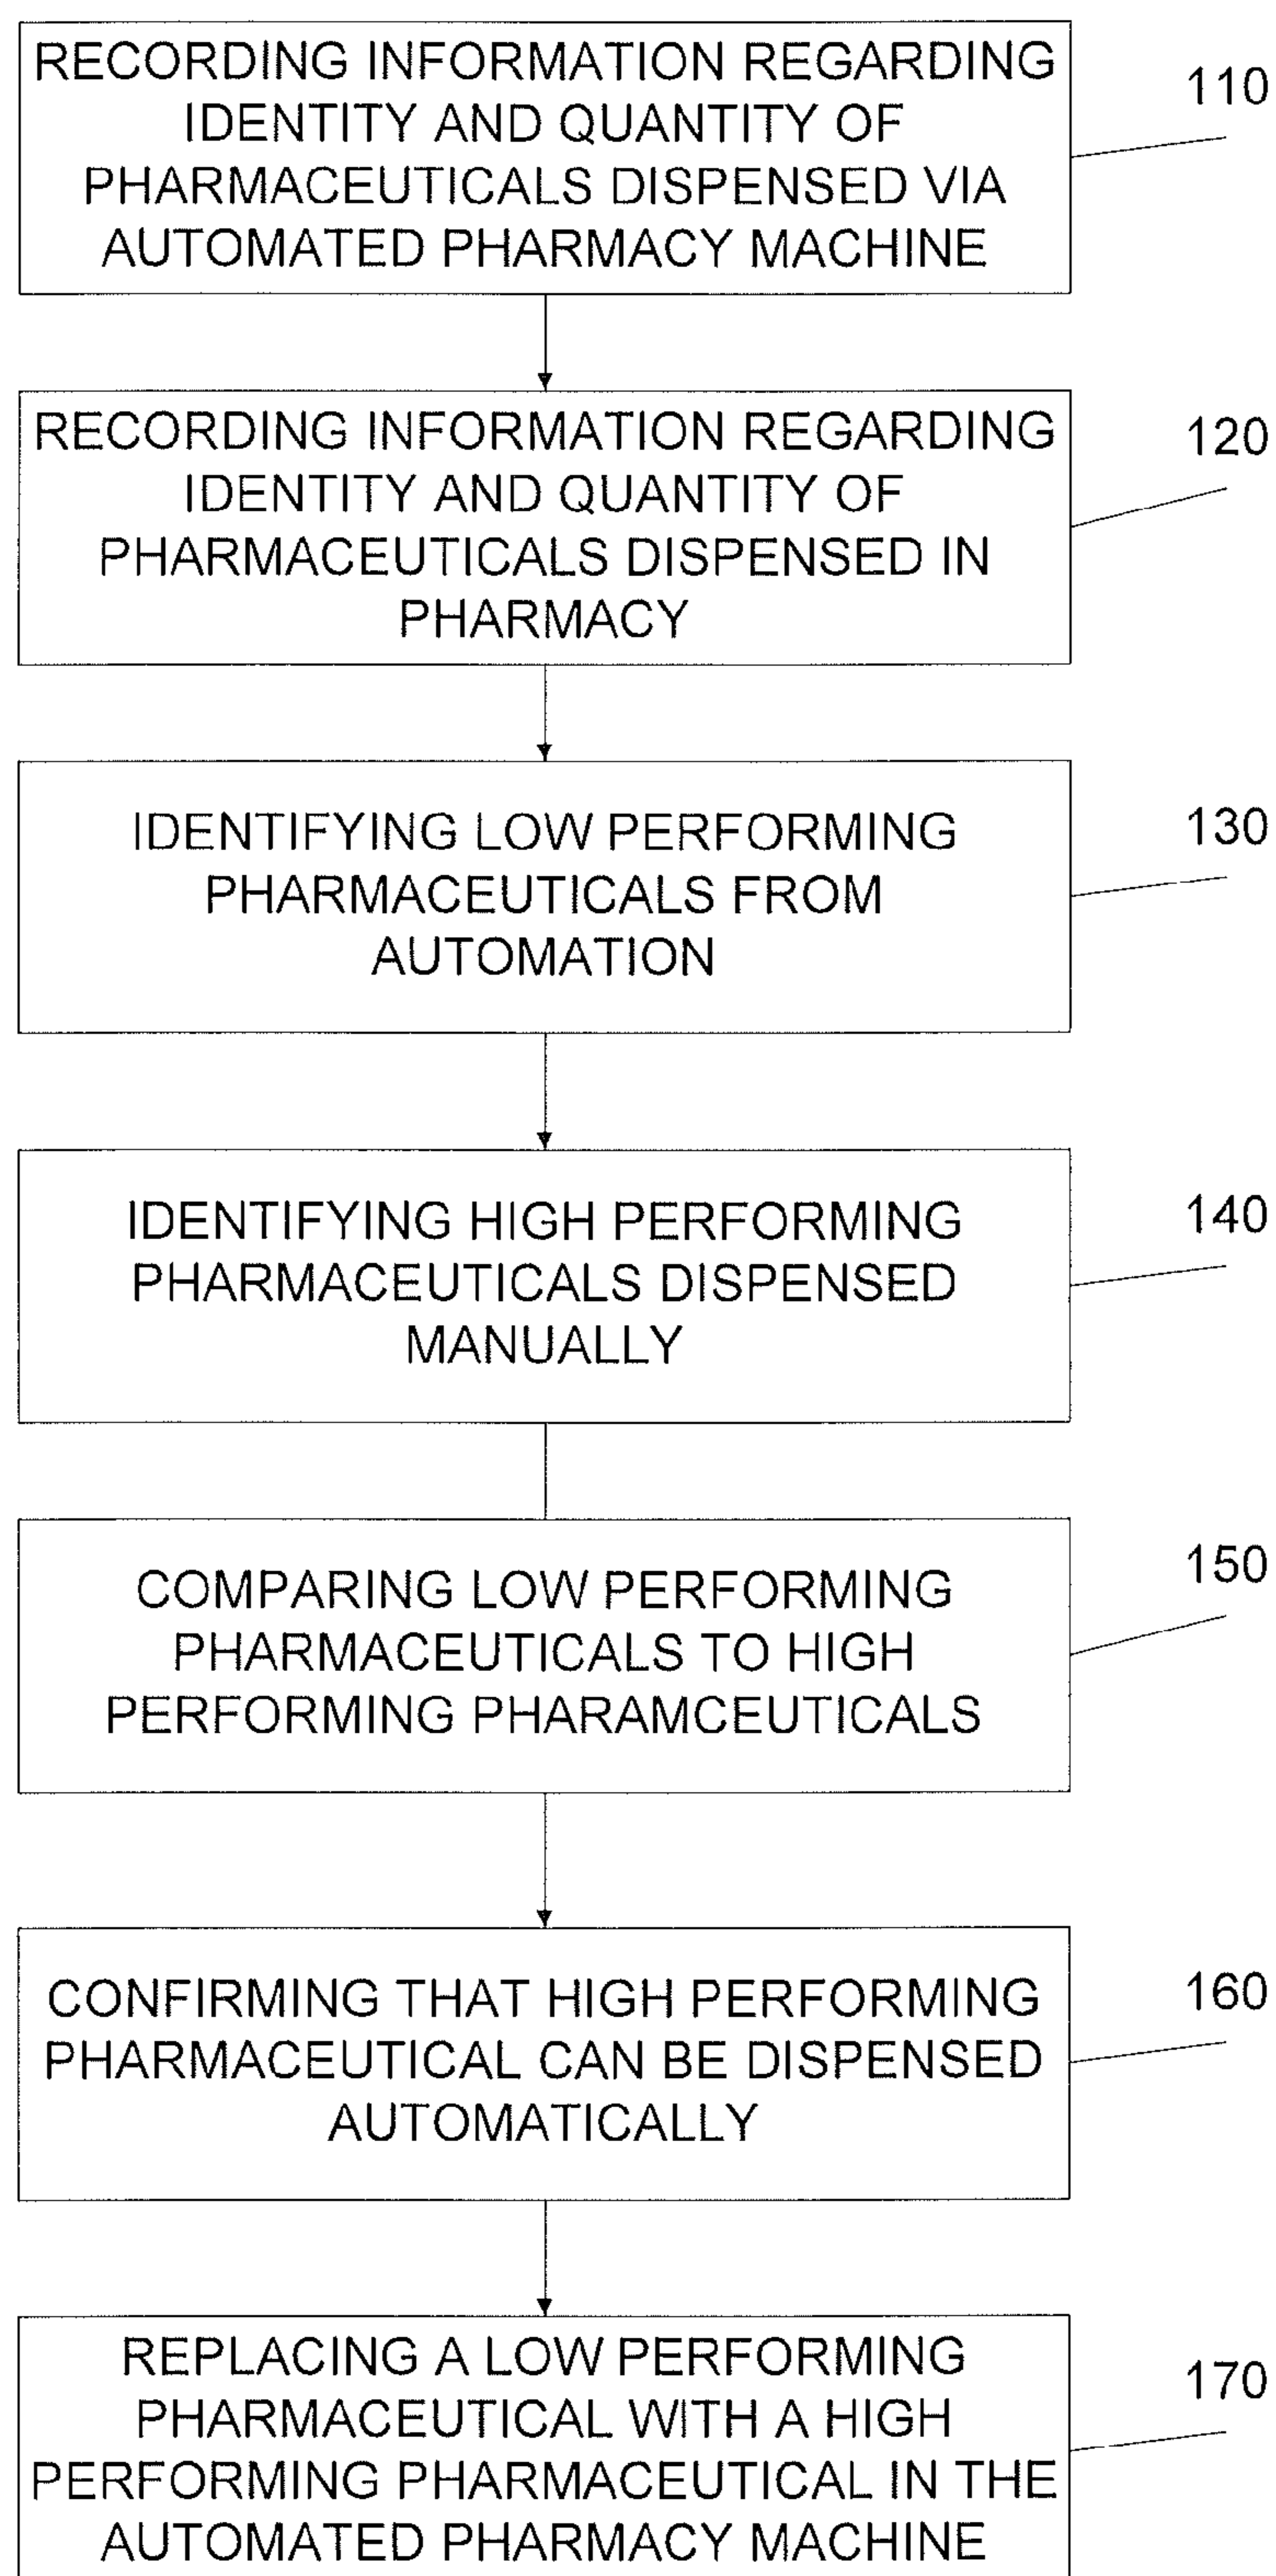 RECORDING INFORMATION REGARDING
IDENTITY AND QUANTITY OF
PHARMACEUTICALS DISPENSED VIA
AUTOMATED PHARMACY MACHINE
110
RECORDING INFORMATION REGARDING
IDENTITY AND QUANTITY OF
PHARMACEUTICALS DISPENSED IN
PHARMACY
120
IDENTIFYING LOW PERFORMING
PHARMACEUTICALS FROM
AUTOMATION
130
IDENTIFYING HIGH PERFORMING
PHARMACEUTICALS DISPENSED
MANUALLY
140
COMPARING LOW PERFORMING
PHARMACEUTICALS TO HIGH
PERFORMING PHARAMCEUTICALS
150
CONFIRMING THAT HIGH PERFORMING
PHARMACEUTICAL CAN BE DISPENSED
AUTOMATICALLY
160
REPLACING A LOW PERFORMING
PHARMACEUTICAL WITH A HIGH
PERFORMING PHARMACEUTICAL IN THE
AUTOMATED PHARMACY MACHINE
170